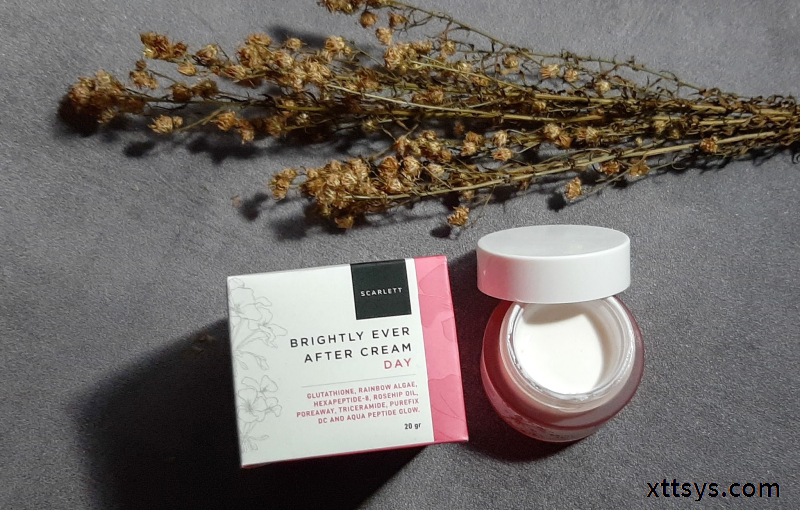 SCARLETT
BRIGHTLY EVER
AFTER CREAM
DAY
GLUTATHIONE, RAINBOW ALGAE,
HEXAPEPTIDE-8, ROSEHIP OIL,
POREAWAY, TRICERAMIDE, PUREFIX
DC AND AQUA PEPTIDE GLOW.
20 gr
xttsys.com